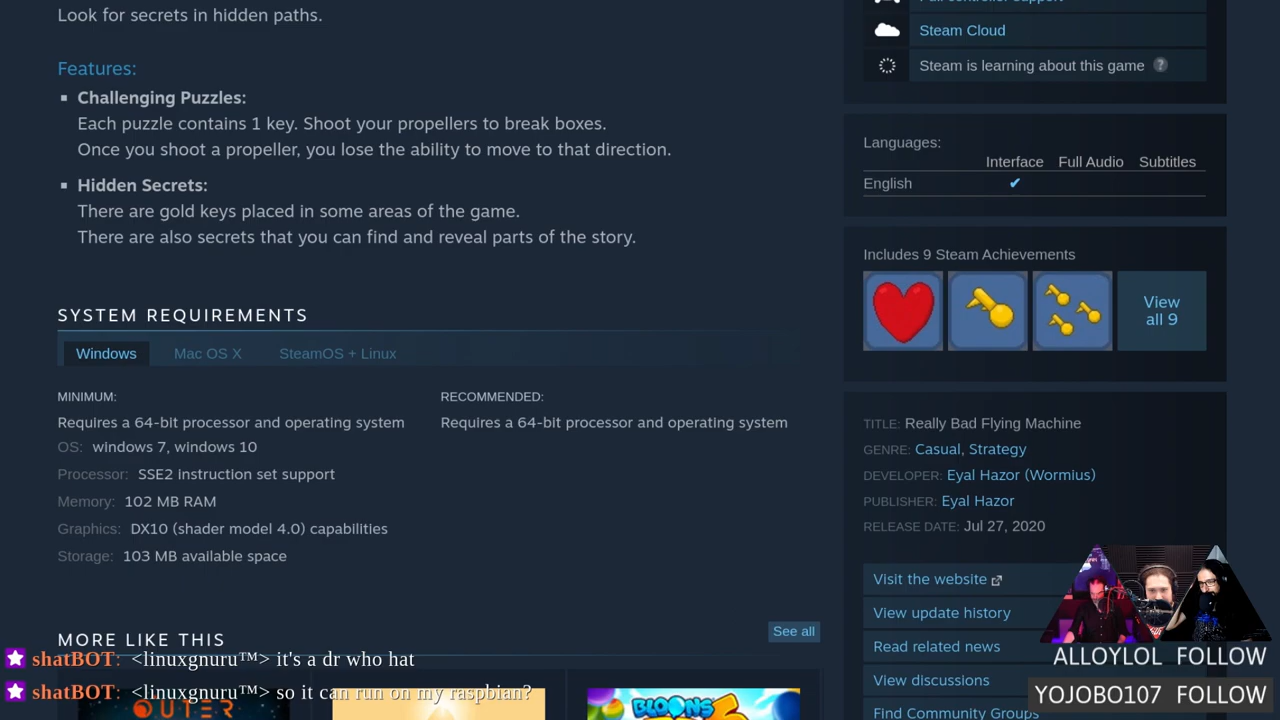 Look for secrets in hidden paths.
Features:
Challenging Puzzles:
Each puzzle contains 1 key. Shoot your propellers to break boxes.
Once you shoot a propeller, you lose the ability to move to that direction.
Hidden Secrets:
There are gold keys placed in some areas of the game.
There are also secrets that you can find and reveal parts of the story.
SYSTEM REQUIREMENTS
Windows Mac OS X SteamOS + Linux
MINIMUM:
Requires a 64-bit processor and operating system
OS: windows 7, windows 10
Processor: SSE2 instruction set support
Memory: 102 MB RAM
Graphics: DX10 (shader model 4.0) capabilities
Storage: 103 MB available space
RECOMMENDED:
Requires a 64-bit processor and operating system
MORE LIKE THIS
See all
shatBOT: <linuxgnuru™> it's a dr who hat
shatBOT: <linuxgnuru™> so it can run on my raspbian?
OUTER
BLOONS
Steam Cloud
Steam is learning about this game ?
Languages:
Interface Full Audio Subtitles
English ✔
Includes 9 Steam Achievements
View
all 9
TITLE: Really Bad Flying Machine
GENRE: Casual, Strategy
DEVELOPER: Eyal Hazor (Wormius)
PUBLISHER: Eyal Hazor
RELEASE DATE: Jul 27, 2020
Visit the website
View update history
Read related news
View discussions
Find Community Groups
ALLOYLOL FOLLOW
YOJOBO107 FOLLOW